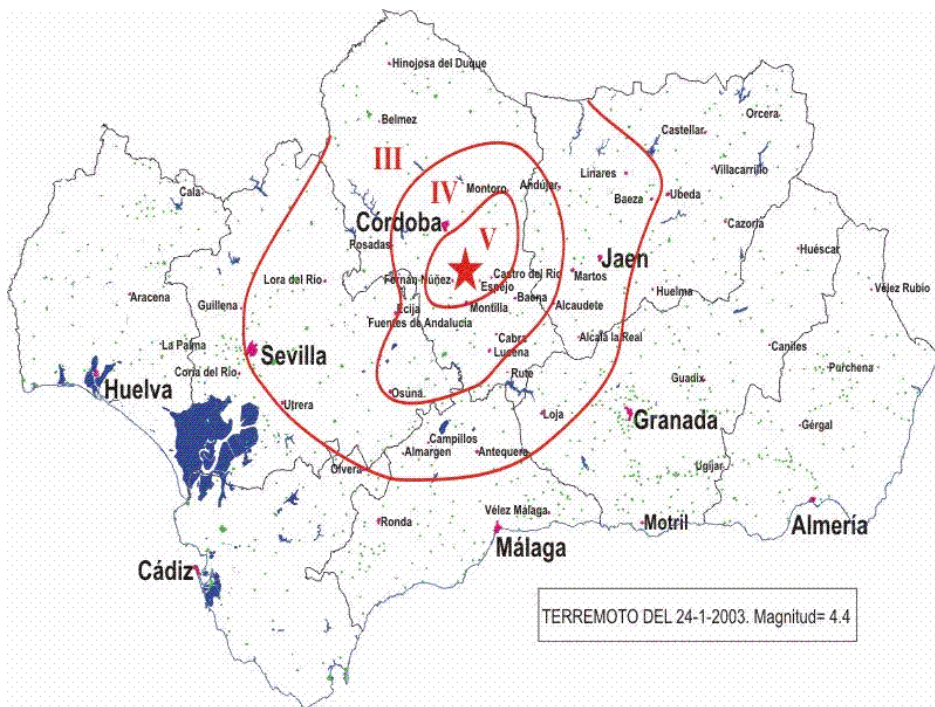 Hinojosa del Duque
Belmez
Orcera
Castellar
III
Linares
Villacarrillo
IV
Montoro
Andújar
Cala
Baeza
Ubeda
Córdoba
Cazorla
V
Posadas
Huéscar
Jaen
Lora del Río
Fernán-Núñez
Castro del Río
Martos
Espejo
Huelma
Vélez Rubio
Aracena
Guillena
Ecija
Montilla
Baena
Alcaudete
Fuentes de Andalucía
La Palma
Sevilla
Cabra
Alcalá la Real
Caniles
Lucena
Coria del Río
Rute
Purchena
Huelva
Guadix
Osuna
Utrera
Loja
Granada
Gérgal
Campillos
Almargen
Antequera
Olvera
Ugíjar
Ronda
Vélez Málaga
Motril
Almería
Málaga
Cádiz
TERREMOTO DEL 24-1-2003. Magnitud= 4.4